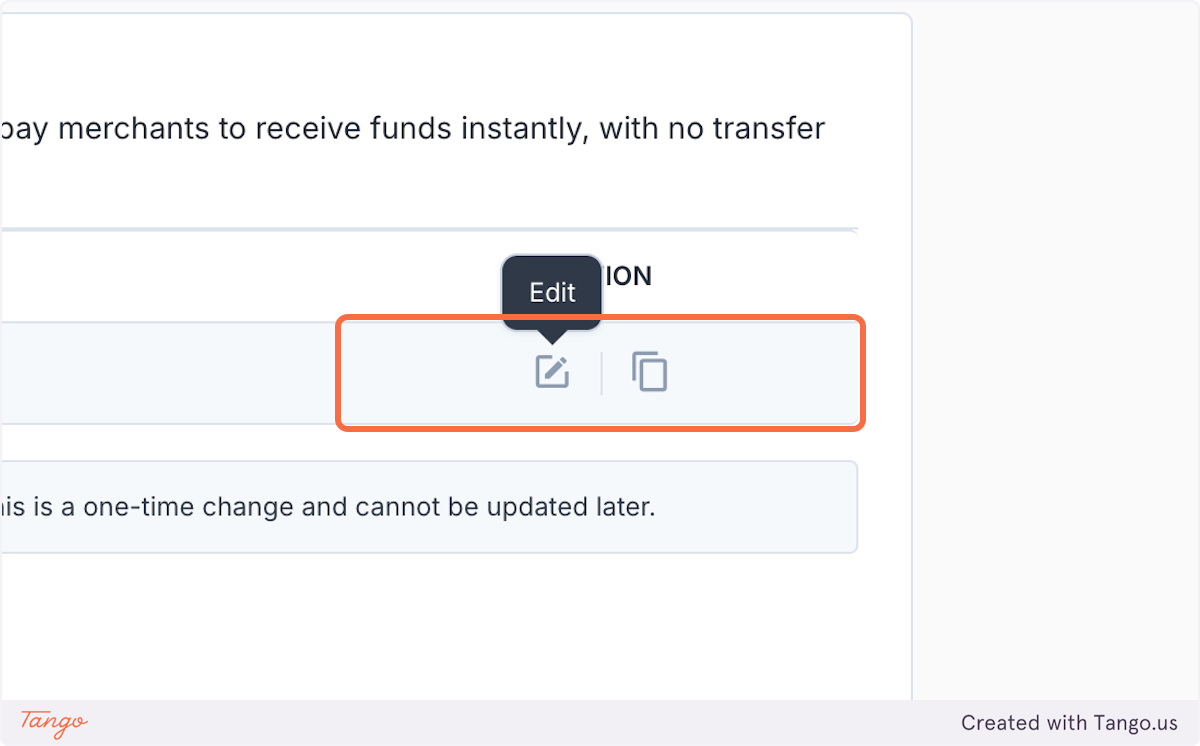 pay merchants to receive funds instantly, with no transfer
ION
Edit
his is a one-time change and cannot be updated later.
Tango
Created with Tango.us